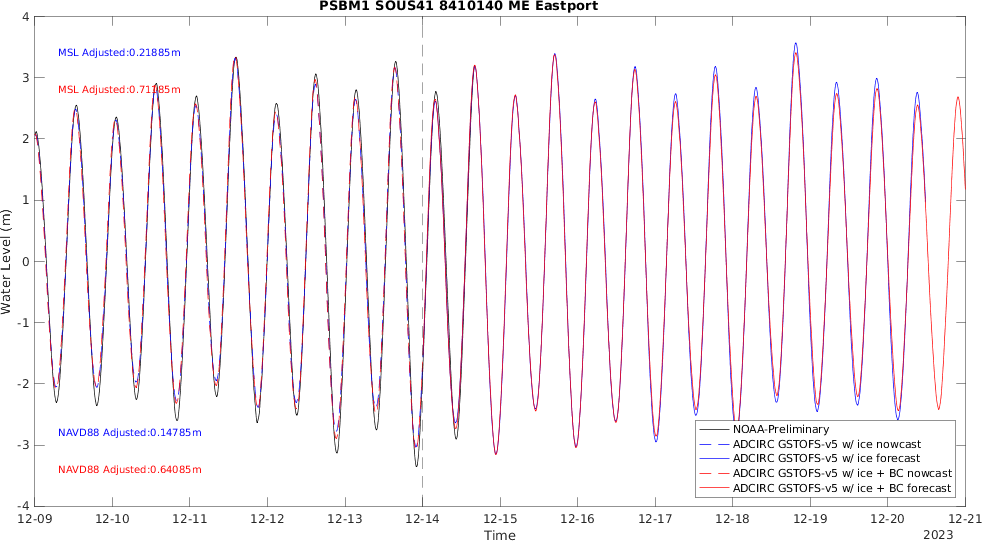 PSBM1 SOUS41 8410140 ME Eastport
4
3
2
1
0
-1
-2
-3
-4
Water Level (m)
MSL Adjusted:0.21885m
MSL Adjusted:0.71185m
NAVD88 Adjusted:0.14785m
NAVD88 Adjusted:0.64085m
NOAA-Preliminary
ADCIRC GSTOFS-v5 w/ ice nowcast
ADCIRC GSTOFS-v5 w/ ice forecast
ADCIRC GSTOFS-v5 w/ ice + BC nowcast
ADCIRC GSTOFS-v5 w/ ice + BC forecast
12-09 12-10 12-11 12-12 12-13 12-14 12-15 12-16 12-17 12-18 12-19 12-20 12-21
Time
2023